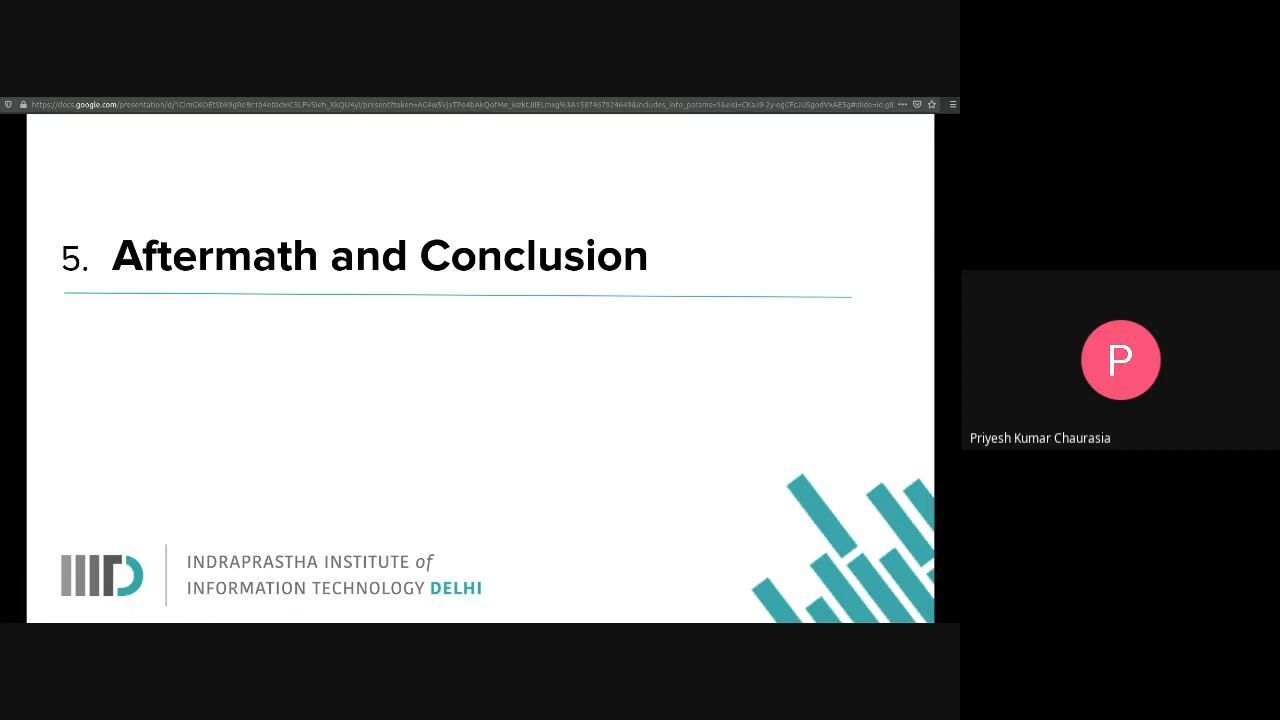 5. Aftermath and Conclusion
INDRAPRASTHA INSTITUTE of
INFORMATION TECHNOLOGY DELHI
P
Priyesh Kumar Chaurasia